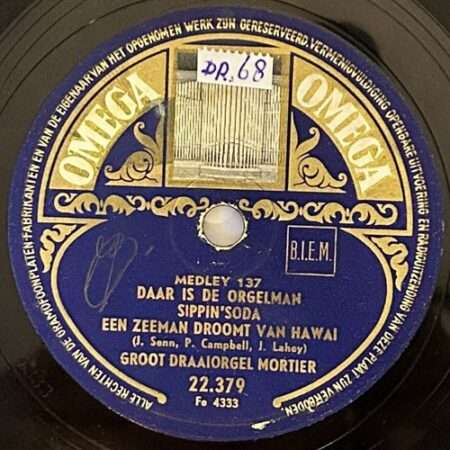 ALLE RECHTEN VAN DE GRAMOFOONPLATEN-FABRIKANT EN VAN DE EIGENAAR VAN HET OPGENOMEN WERK ZIJN GERESERVEERD. VERMENIGVULDIGING OPENBARE UITVOERING EN RADIOUITZENDING VAN DEZE PLAAT ZIJN VERBODEN.
OMEGA OMEGA
DR. 68
B.I.E.M.
MEDLEY 137
DAAR IS DE ORGELMAN
SIPPIN'SODA
EEN ZEEMAN DROOMT VAN HAWAI
(J. Senn, P. Campbell, J. Lahey)
GROOT DRAAIORGEL MORTIER
22.379
Fe 4333